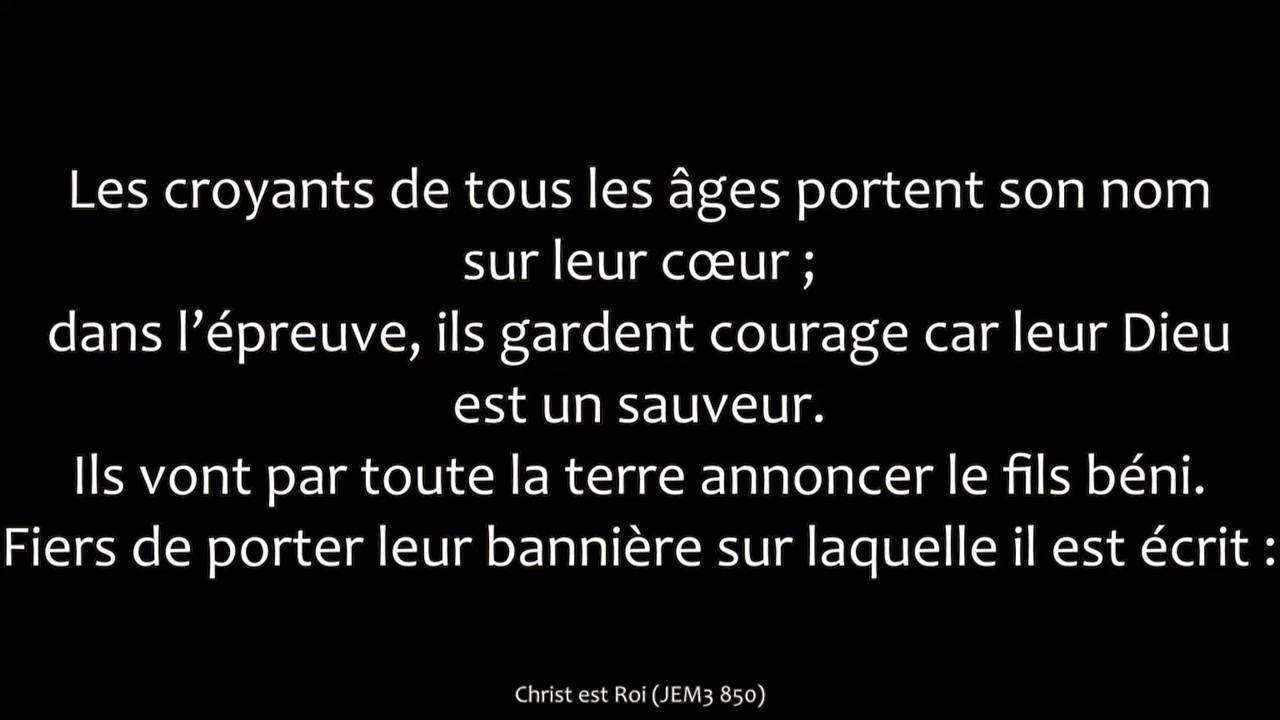 Les croyants de tous les âges portent son nom
sur leur cœur ;
dans l’épreuve, ils gardent courage car leur Dieu
est un sauveur.
Ils vont par toute la terre annoncer le fils béni.
Fiers de porter leur bannière sur laquelle il est écrit :
Christ est Roi (JEM3 850)